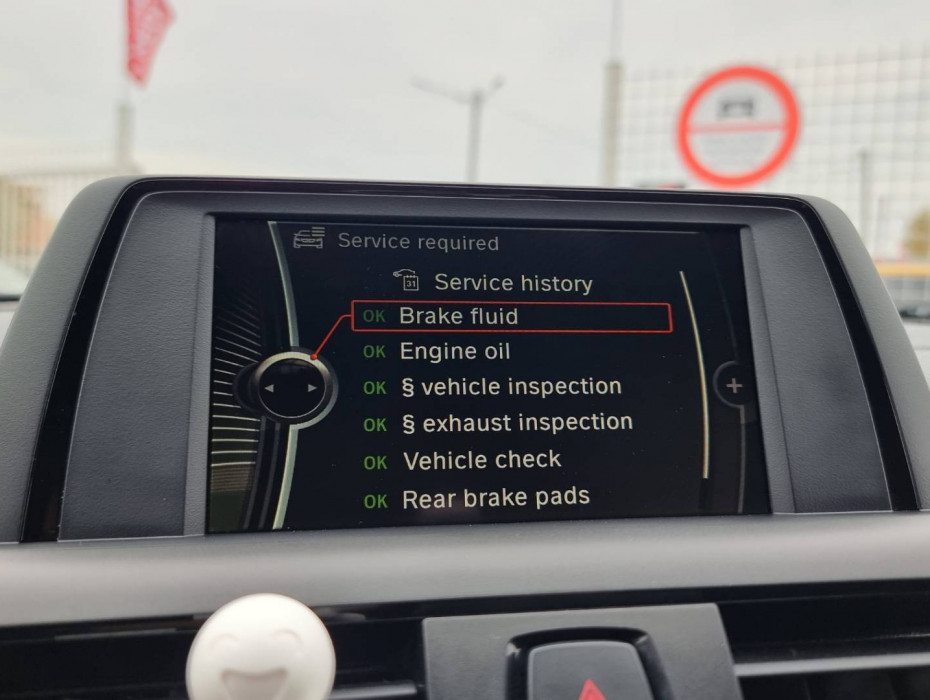 Service required
31 Service history
OK Brake fluid
OK Engine oil
OK § vehicle inspection
OK § exhaust inspection
OK Vehicle check
OK Rear brake pads